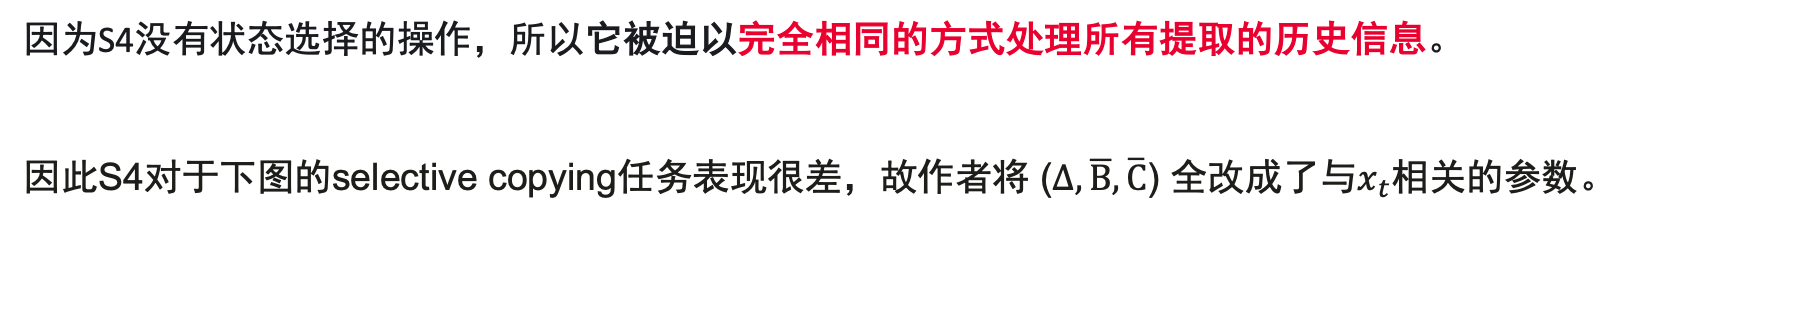 因为S4没有状态选择的操作，所以它被迫以完全相同的方式处理所有提取的历史信息。
因此S4对于下图的selective copying任务表现很差，故作者将 (Δ, B̅, C̅) 全改成了与xₜ相关的参数。